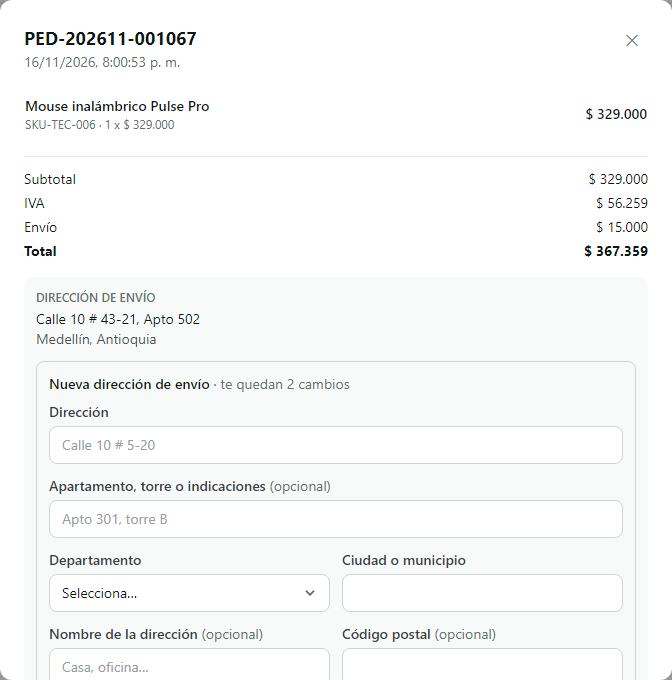 PED-202611-001067
16/11/2026, 8:00:53 p. m.
Mouse inalámbrico Pulse Pro
SKU-TEC-006 · 1 x $ 329.000
$ 329.000
Subtotal $ 329.000
IVA $ 56.259
Envío $ 15.000
Total $ 367.359
DIRECCIÓN DE ENVÍO
Calle 10 # 43-21, Apto 502
Medellín, Antioquia
Nueva dirección de envío · te quedan 2 cambios
Dirección
Calle 10 # 5-20
Apartamento, torre o indicaciones (opcional)
Apto 301, torre B
Departamento Ciudad o municipio
Selecciona...
Nombre de la dirección (opcional) Código postal (opcional)
Casa, oficina...